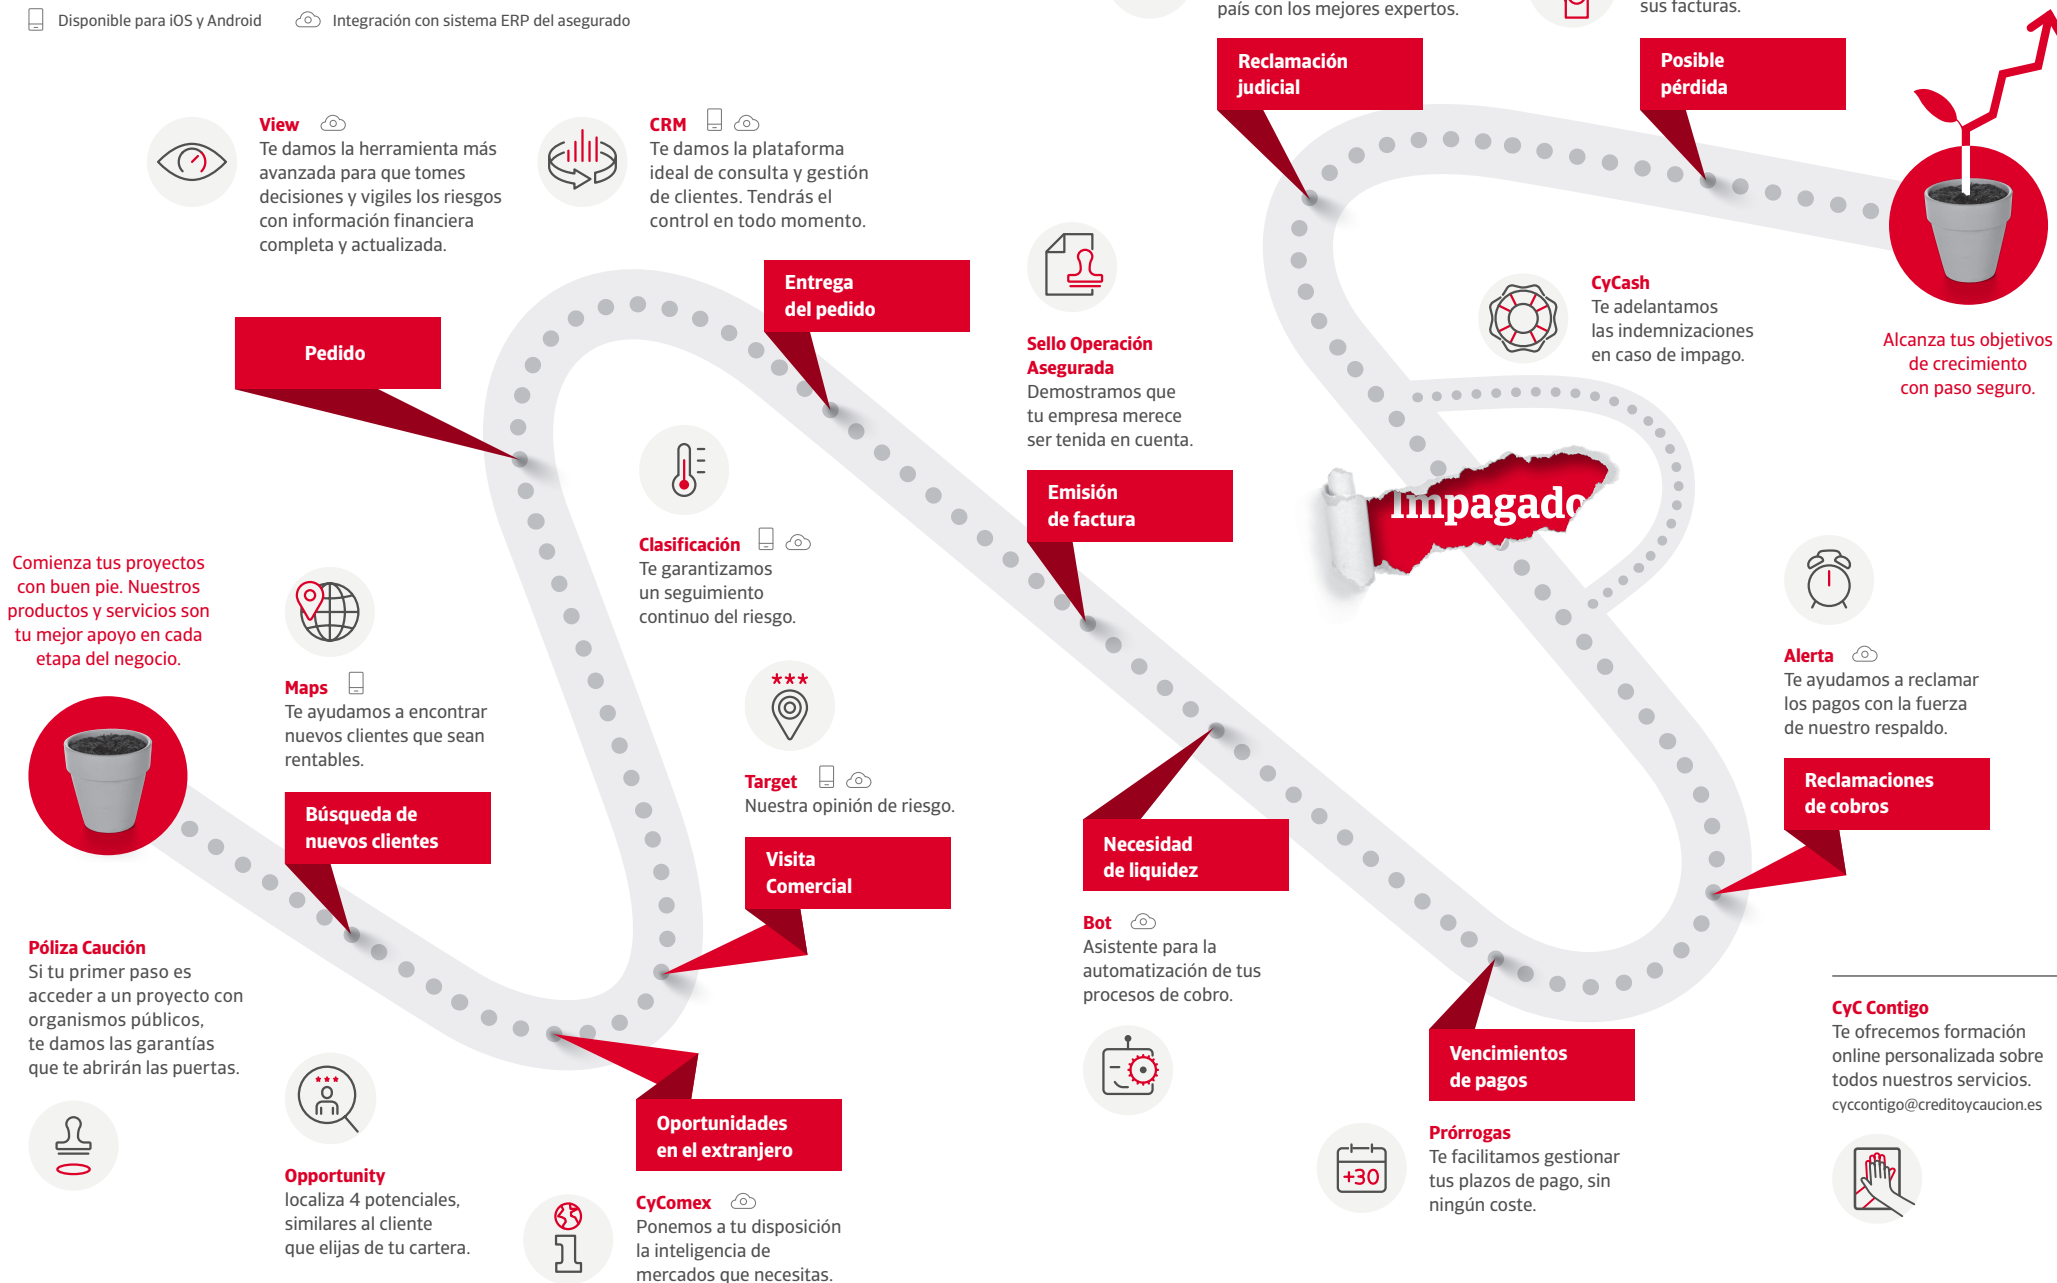 Disponible para iOS y Android
Integración con sistema ERP del asegurado
país con los mejores expertos.
sus facturas.
Reclamación
judicial
Posible
pérdida
View
Te damos la herramienta más
avanzada para que tomes
decisiones y vigiles los riesgos
con información financiera
completa y actualizada.
CRM
Te damos la plataforma
ideal de consulta y gestión
de clientes. Tendrás el
control en todo momento.
Entrega
del pedido
Pedido
Sello Operación
Asegurada
Demostramos que
tu empresa merece
ser tenida en cuenta.
Emisión
de factura
CyCash
Te adelantamos
las indemnizaciones
en caso de impago.
Alcanza tus objetivos
de crecimiento
con paso seguro.
Impagado
Clasificación
Te garantizamos
un seguimiento
continuo del riesgo.
Comienza tus proyectos
con buen pie. Nuestros
productos y servicios son
tu mejor apoyo en cada
etapa del negocio.
Maps
Te ayudamos a encontrar
nuevos clientes que sean
rentables.
Búsqueda de
nuevos clientes
***
Target
Nuestra opinión de riesgo.
Visita
Comercial
Alerta
Te ayudamos a reclamar
los pagos con la fuerza
de nuestro respaldo.
Reclamaciones
de cobros
Necesidad
de liquidez
Bot
Asistente para la
automatización de tus
procesos de cobro.
Póliza Caución
Si tu primer paso es
acceder a un proyecto con
organismos públicos,
te damos las garantías
que te abrirán las puertas.
***
Opportunity
localiza 4 potenciales,
similares al cliente
que elijas de tu cartera.
Oportunidades
en el extranjero
CyComex
Ponemos a tu disposición
la inteligencia de
mercados que necesitas.
Vencimientos
de pagos
+30
Prórrogas
Te facilitamos gestionar
tus plazos de pago, sin
ningún coste.
CyC Contigo
Te ofrecemos formación
online personalizada sobre
todos nuestros servicios.
cyccontigo@creditoycaucion.es